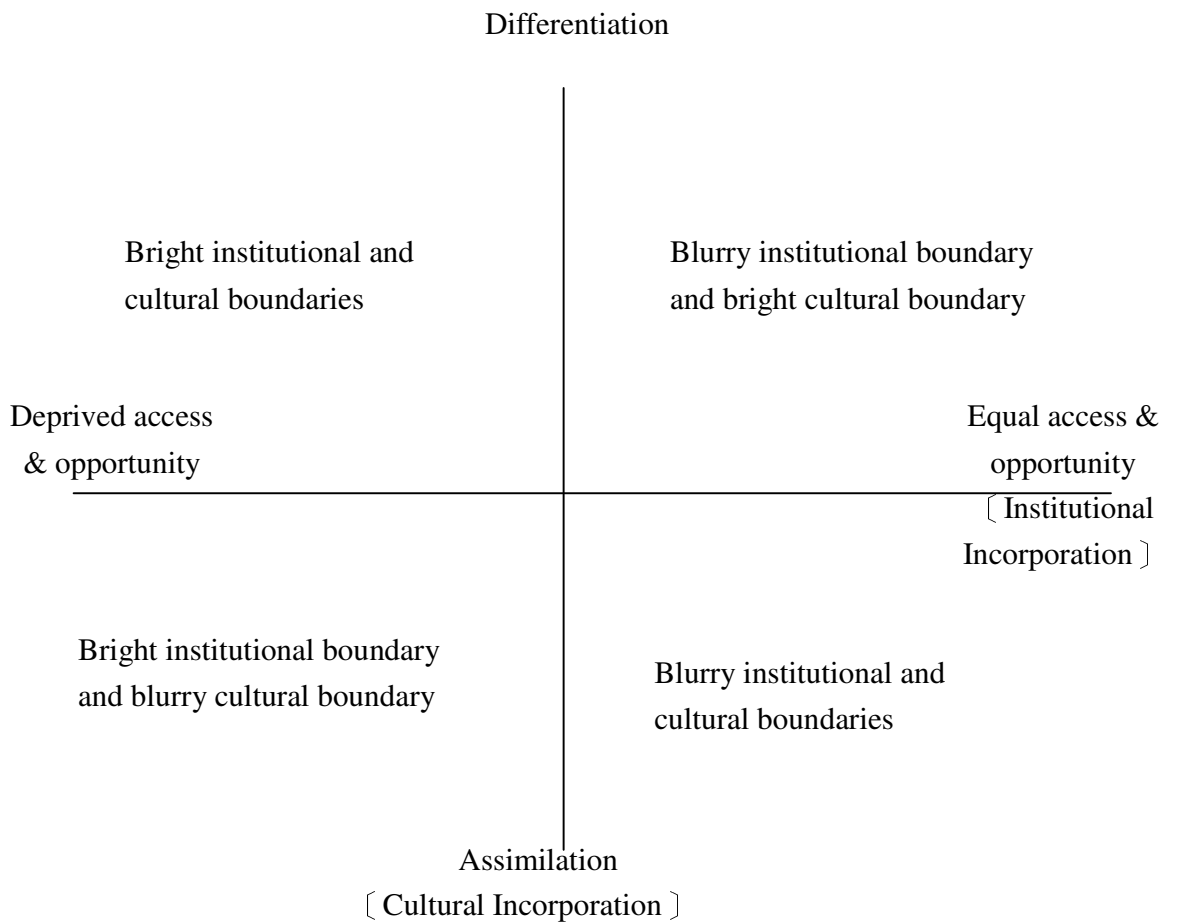 Differentiation
Bright institutional and
cultural boundaries
Blurry institutional boundary
and bright cultural boundary
Deprived access
& opportunity
Equal access &
opportunity
〔 Institutional
Incorporation 〕
Bright institutional boundary
and blurry cultural boundary
Blurry institutional and
cultural boundaries
Assimilation
〔 Cultural Incorporation 〕